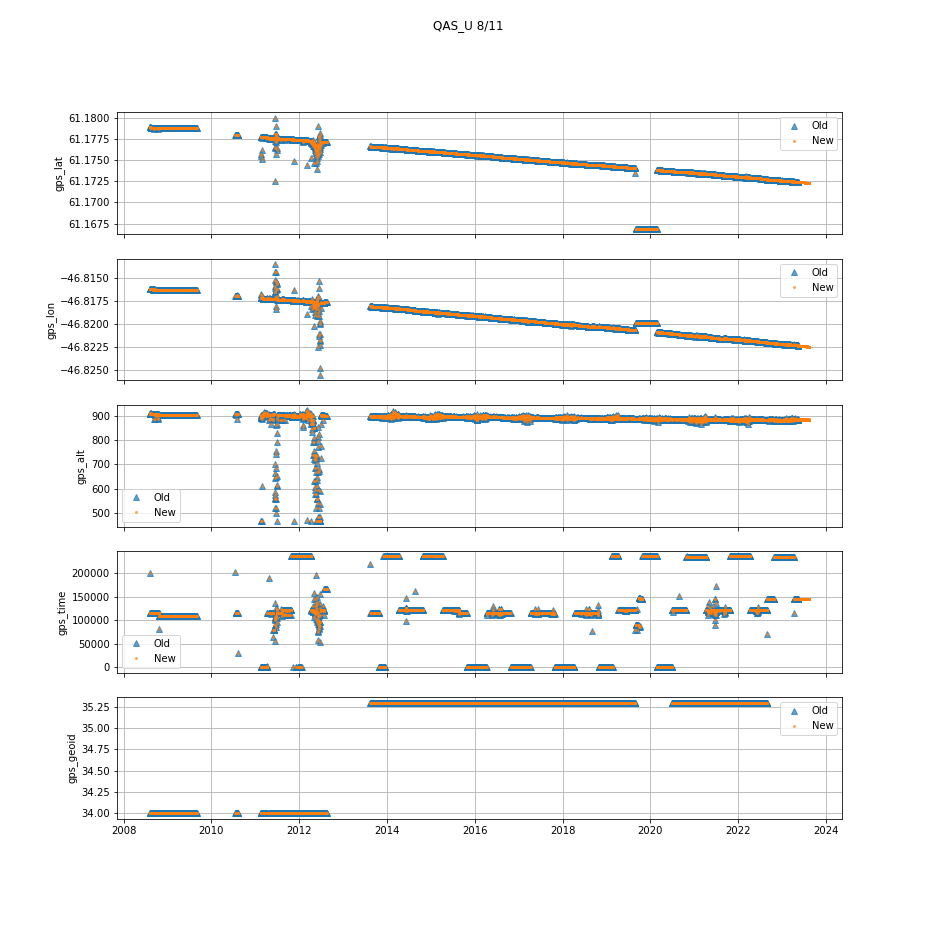 QAS_U 8/11
61.1800
61.1775
61.1750
61.1725
61.1700
61.1675
gps_lat
Old
New
−46.8150
−46.8175
−46.8200
−46.8225
−46.8250
gps_lon
Old
New
900
800
700
600
500
gps_alt
Old
New
200000
150000
100000
50000
0
gps_time
Old
New
35.25
35.00
34.75
34.50
34.25
34.00
gps_geoid
Old
New
2008 2010 2012 2014 2016 2018 2020 2022 2024